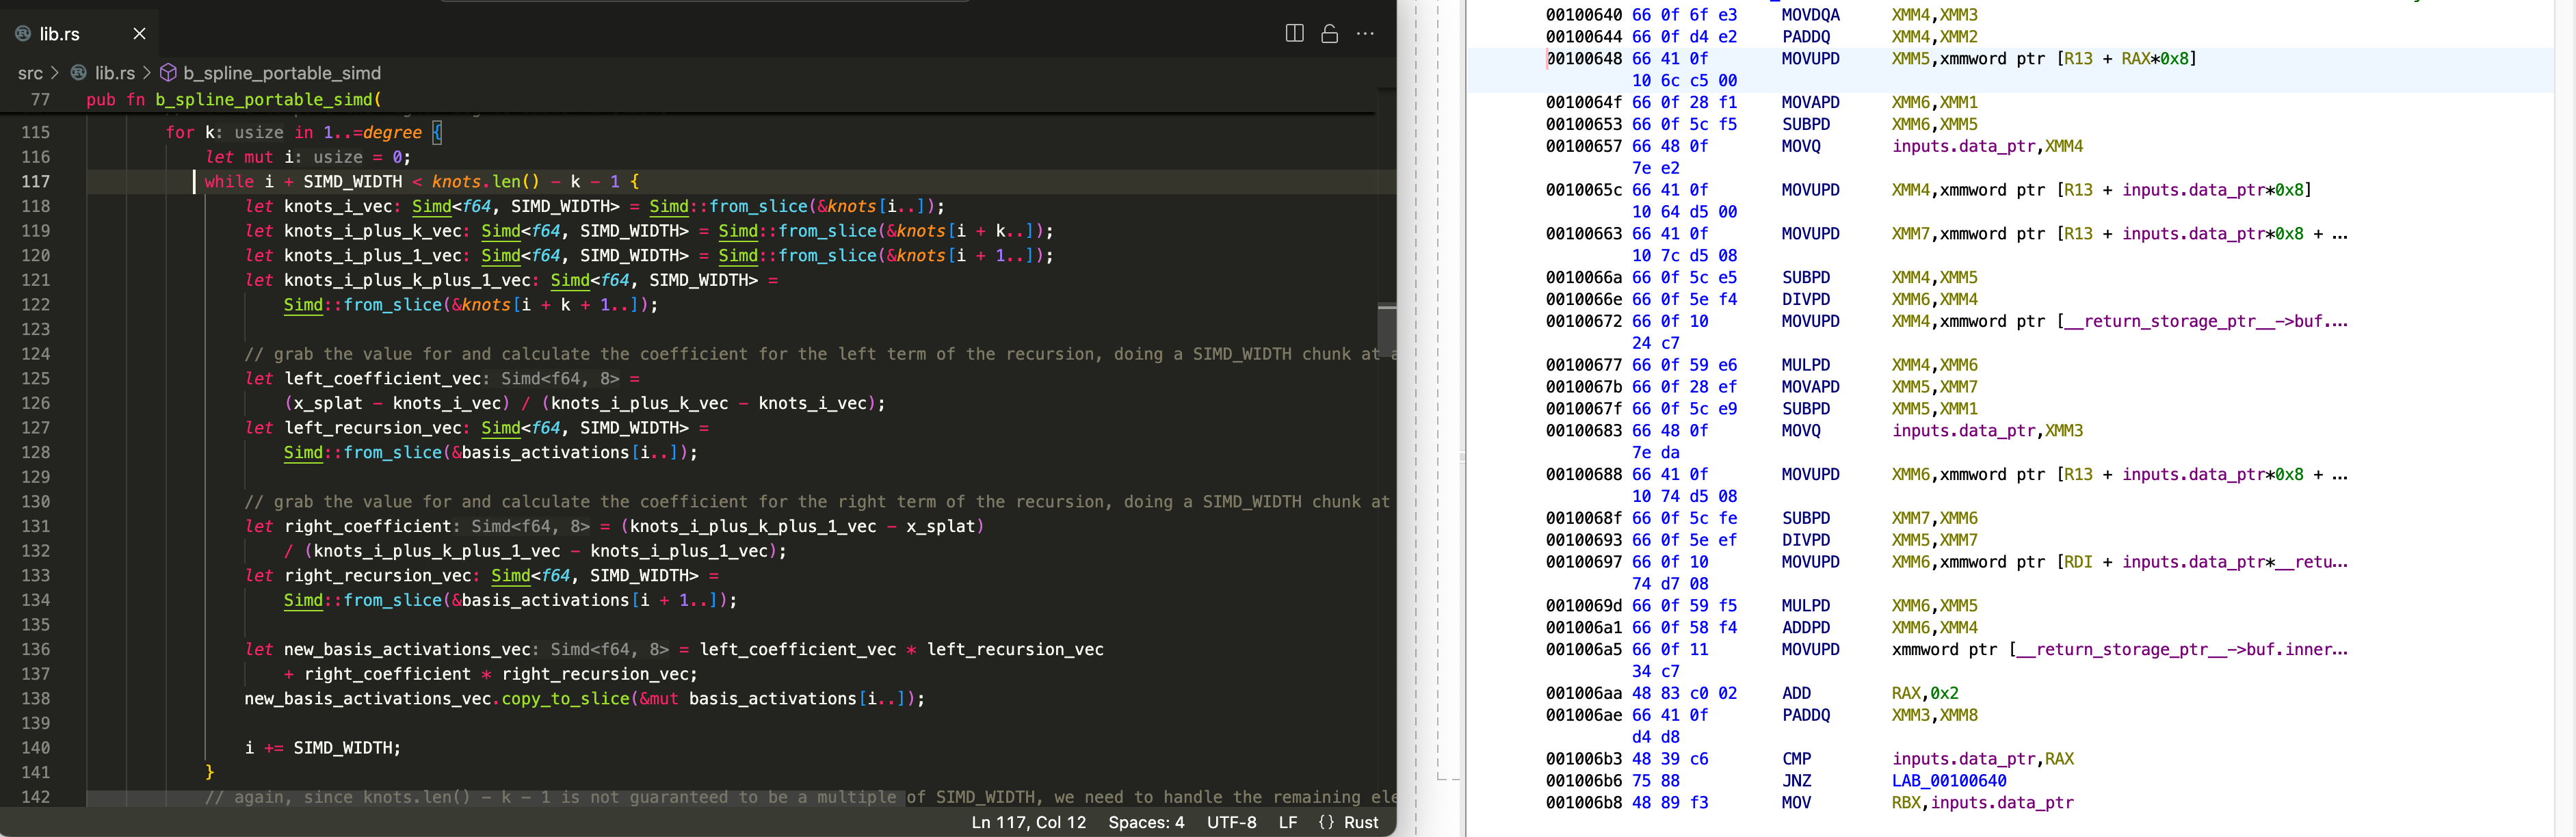 lib.rs
src > lib.rs > b_spline_portable_simd
77 pub fn b_spline_portable_simd(
115 for k: usize in 1..=degree {
116 let mut i: usize = 0;
117 while i + SIMD_WIDTH < knots.len() - k - 1 {
118 let knots_i_vec: Simd<f64, SIMD_WIDTH> = Simd::from_slice(&knots[i..]);
119 let knots_i_plus_k_vec: Simd<f64, SIMD_WIDTH> = Simd::from_slice(&knots[i + k..]);
120 let knots_i_plus_1_vec: Simd<f64, SIMD_WIDTH> = Simd::from_slice(&knots[i + 1..]);
121 let knots_i_plus_k_plus_1_vec: Simd<f64, SIMD_WIDTH> =
122 Simd::from_slice(&knots[i + k + 1..]);
123
124 // grab the value for and calculate the coefficient for the left term of the recursion, doing a SIMD_WIDTH chunk at a
125 let left_coefficient_vec: Simd<f64, 8> =
126 (x_splat - knots_i_vec) / (knots_i_plus_k_vec - knots_i_vec);
127 let left_recursion_vec: Simd<f64, SIMD_WIDTH> =
128 Simd::from_slice(&basis_activations[i..]);
129
130 // grab the value for and calculate the coefficient for the right term of the recursion, doing a SIMD_WIDTH chunk at
131 let right_coefficient: Simd<f64, 8> = (knots_i_plus_k_plus_1_vec - x_splat)
132 / (knots_i_plus_k_plus_1_vec - knots_i_plus_1_vec);
133 let right_recursion_vec: Simd<f64, SIMD_WIDTH> =
134 Simd::from_slice(&basis_activations[i + 1..]);
135
136 let new_basis_activations_vec: Simd<f64, 8> = left_coefficient_vec * left_recursion_vec
137 + right_coefficient * right_recursion_vec;
138 new_basis_activations_vec.copy_to_slice(&mut basis_activations[i..]);
139
140 i += SIMD_WIDTH;
141 }
142 // again, since knots.len() - k - 1 is not guaranteed to be a multiple of SIMD_WIDTH, we need to handle the remaining ele
Ln 117, Col 12 Spaces: 4 UTF-8 LF {} Rust
00100640 66 0f 6f e3 MOVDQA XMM4,XMM3
00100644 66 0f d4 e2 PADDQ XMM4,XMM2
00100648 66 41 0f MOVUPD XMM5,xmmword ptr [R13 + RAX*0x8]
10 6c c5 00
0010064f 66 0f 28 f1 MOVAPD XMM6,XMM1
00100653 66 0f 5c f5 SUBPD XMM6,XMM5
00100657 66 48 0f MOVQ inputs.data_ptr,XMM4
7e e2
0010065c 66 41 0f MOVUPD XMM4,xmmword ptr [R13 + inputs.data_ptr*0x8]
10 64 d5 00
00100663 66 41 0f MOVUPD XMM7,xmmword ptr [R13 + inputs.data_ptr*0x8 + ...
10 7c d5 08
0010066a 66 0f 5c e5 SUBPD XMM4,XMM5
0010066e 66 0f 5e f4 DIVPD XMM6,XMM4
00100672 66 0f 10 MOVUPD XMM4,xmmword ptr [__return_storage_ptr__->buf....
24 c7
00100677 66 0f 59 e6 MULPD XMM4,XMM6
0010067b 66 0f 28 ef MOVAPD XMM5,XMM7
0010067f 66 0f 5c e9 SUBPD XMM5,XMM1
00100683 66 48 0f MOVQ inputs.data_ptr,XMM3
7e da
00100688 66 41 0f MOVUPD XMM6,xmmword ptr [R13 + inputs.data_ptr*0x8 + ...
10 74 d5 08
0010068f 66 0f 5c fe SUBPD XMM7,XMM6
00100693 66 0f 5e ef DIVPD XMM5,XMM7
00100697 66 0f 10 MOVUPD XMM6,xmmword ptr [RDI + inputs.data_ptr*__retu...
74 d7 08
0010069d 66 0f 59 f5 MULPD XMM6,XMM5
001006a1 66 0f 58 f4 ADDPD XMM6,XMM4
001006a5 66 0f 11 MOVUPD xmmword ptr [__return_storage_ptr__->buf.inner...
34 c7
001006aa 48 83 c0 02 ADD RAX,0x2
001006ae 66 41 0f PADDQ XMM3,XMM8
d4 d8
001006b3 48 39 c6 CMP inputs.data_ptr,RAX
001006b6 75 88 JNZ LAB_00100640
001006b8 48 89 f3 MOV RBX,inputs.data_ptr